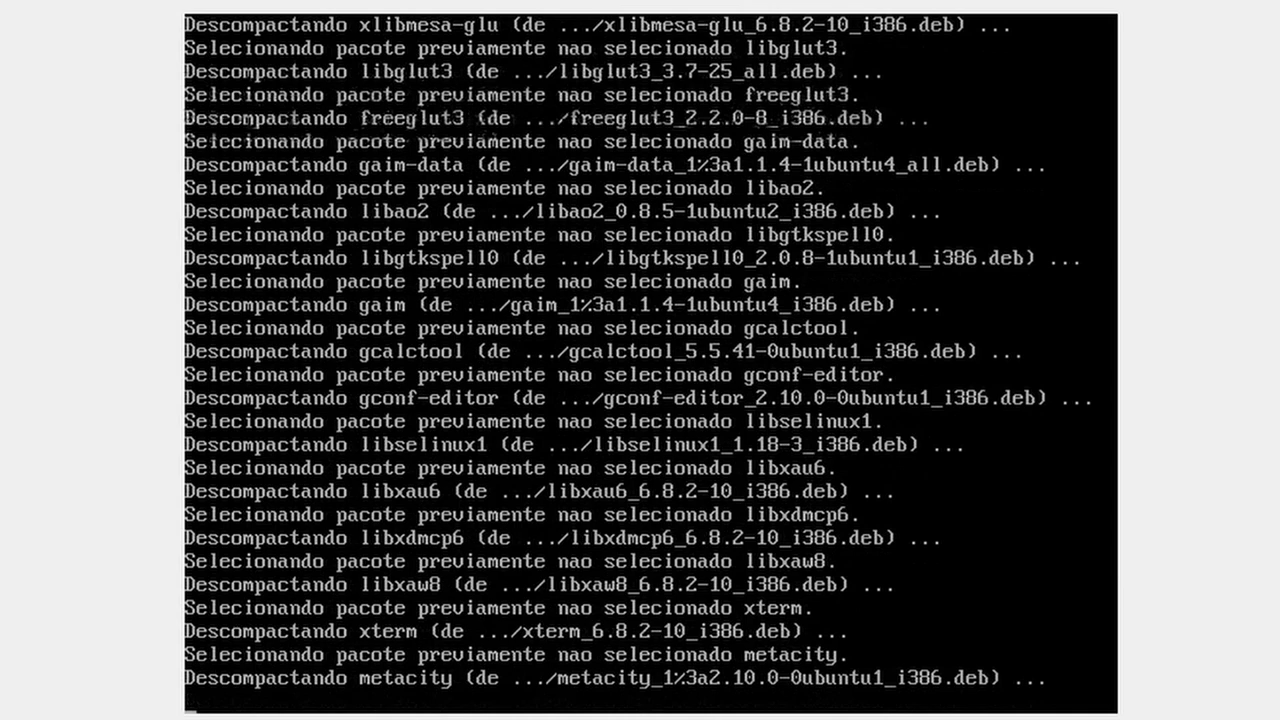 Descompactando xlibmesa-glu (de .../xlibmesa-glu_6.8.2-10_i386.deb) ...
Selecionando pacote previamente nao selecionado libglut3.
Descompactando libglut3 (de .../libglut3_3.7-25_all.deb) ...
Selecionando pacote previamente nao selecionado freeglut3.
Descompactando freeglut3 (de .../freeglut3_2.2.0-8_i386.deb) ...
Selecionando pacote previamente nao selecionado gaim-data.
Descompactando gaim-data (de .../gaim-data_1%3a1.1.4-1ubuntu4_all.deb) ...
Selecionando pacote previamente nao selecionado libao2.
Descompactando libao2 (de .../libao2_0.8.5-1ubuntu2_i386.deb) ...
Selecionando pacote previamente nao selecionado libgtkspell0.
Descompactando libgtkspell0 (de .../libgtkspell0_2.0.8-1ubuntu1_i386.deb) ...
Selecionando pacote previamente nao selecionado gaim.
Descompactando gaim (de .../gaim_1%3a1.1.4-1ubuntu4_i386.deb) ...
Selecionando pacote previamente nao selecionado gcalctool.
Descompactando gcalctool (de .../gcalctool_5.5.41-0ubuntu1_i386.deb) ...
Selecionando pacote previamente nao selecionado gconf-editor.
Descompactando gconf-editor (de .../gconf-editor_2.10.0-0ubuntu1_i386.deb) ...
Selecionando pacote previamente nao selecionado libselinux1.
Descompactando libselinux1 (de .../libselinux1_1.18-3_i386.deb) ...
Selecionando pacote previamente nao selecionado libxau6.
Descompactando libxau6 (de .../libxau6_6.8.2-10_i386.deb) ...
Selecionando pacote previamente nao selecionado libxdmcp6.
Descompactando libxdmcp6 (de .../libxdmcp6_6.8.2-10_i386.deb) ...
Selecionando pacote previamente nao selecionado libxaw8.
Descompactando libxaw8 (de .../libxaw8_6.8.2-10_i386.deb) ...
Selecionando pacote previamente nao selecionado xterm.
Descompactando xterm (de .../xterm_6.8.2-10_i386.deb) ...
Selecionando pacote previamente nao selecionado metacity.
Descompactando metacity (de .../metacity_1%3a2.10.0-0ubuntu1_i386.deb) ...